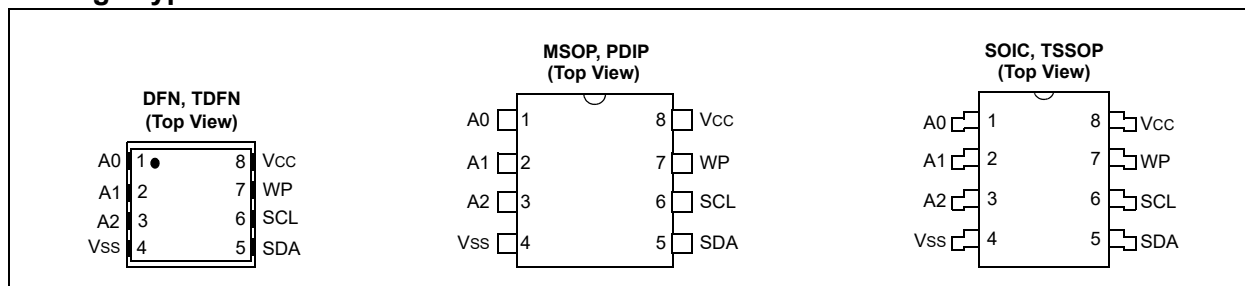 DFN, TDFN
(Top View)
A0 1 8 VCC
A1 2 7 WP
A2 3 6 SCL
VSS 4 5 SDA
MSOP, PDIP
(Top View)
A0 1 8 VCC
A1 2 7 WP
A2 3 6 SCL
VSS 4 5 SDA
SOIC, TSSOP
(Top View)
A0 1 8 VCC
A1 2 7 WP
A2 3 6 SCL
VSS 4 5 SDA